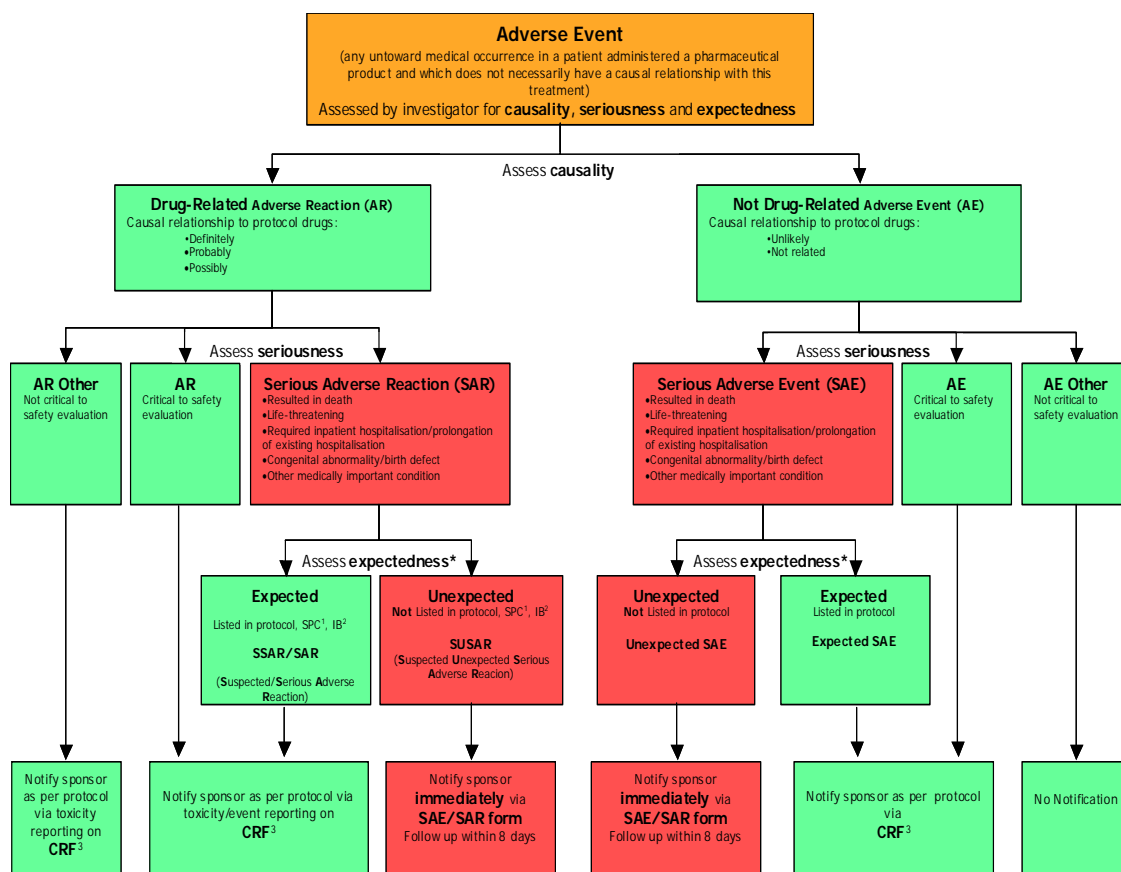 Adverse Event
(any untoward medical occurrence in a patient administered a pharmaceutical
product and which does not necessarily have a causal relationship with this
treatment)
Assessed by investigator for causality, seriousness and expectedness
Assess causality
Drug-Related Adverse Reaction (AR)
Causal relationship to protocol drugs:
•Definitely
•Probably
•Possibly
Not Drug-Related Adverse Event (AE)
Causal relationship to protocol drugs:
•Unlikely
•Not related
Assess seriousness
Assess seriousness
AR Other
Not critical to
safety evaluation
AR
Critical to safety
evaluation
Serious Adverse Reaction (SAR)
•Resulted in death
•Life-threatening
•Required inpatient hospitalisation/prolongation
of existing hospitalisation
•Congenital abnormality/birth defect
•Other medically important condition
Serious Adverse Event (SAE)
•Resulted in death
•Life-threatening
•Required inpatient hospitalisation/prolongation
of existing hospitalisation
•Congenital abnormality/birth defect
•Other medically important condition
AE
Critical to safety
evaluation
AE Other
Not critical to
safety evaluation
Assess expectedness*
Assess expectedness*
Expected
Listed in protocol, SPC¹, IB²
SSAR/SAR
(Suspected/Serious Adverse
Reaction)
Unexpected
Not Listed in protocol, SPC¹, IB²
SUSAR
(Suspected Unexpected Serious
Adverse Reacion)
Unexpected
Not Listed in protocol
Unexpected SAE
Expected
Listed in protocol
Expected SAE
Notify sponsor
as per protocol
via toxicity
reporting on
CRF³
Notify sponsor as per protocol via
toxicity/event reporting on
CRF³
Notify sponsor
immediately via
SAE/SAR form
Follow up within 8 days
Notify sponsor
immediately via
SAE/SAR form
Follow up within 8 days
Notify sponsor as per protocol
via
CRF³
No Notification